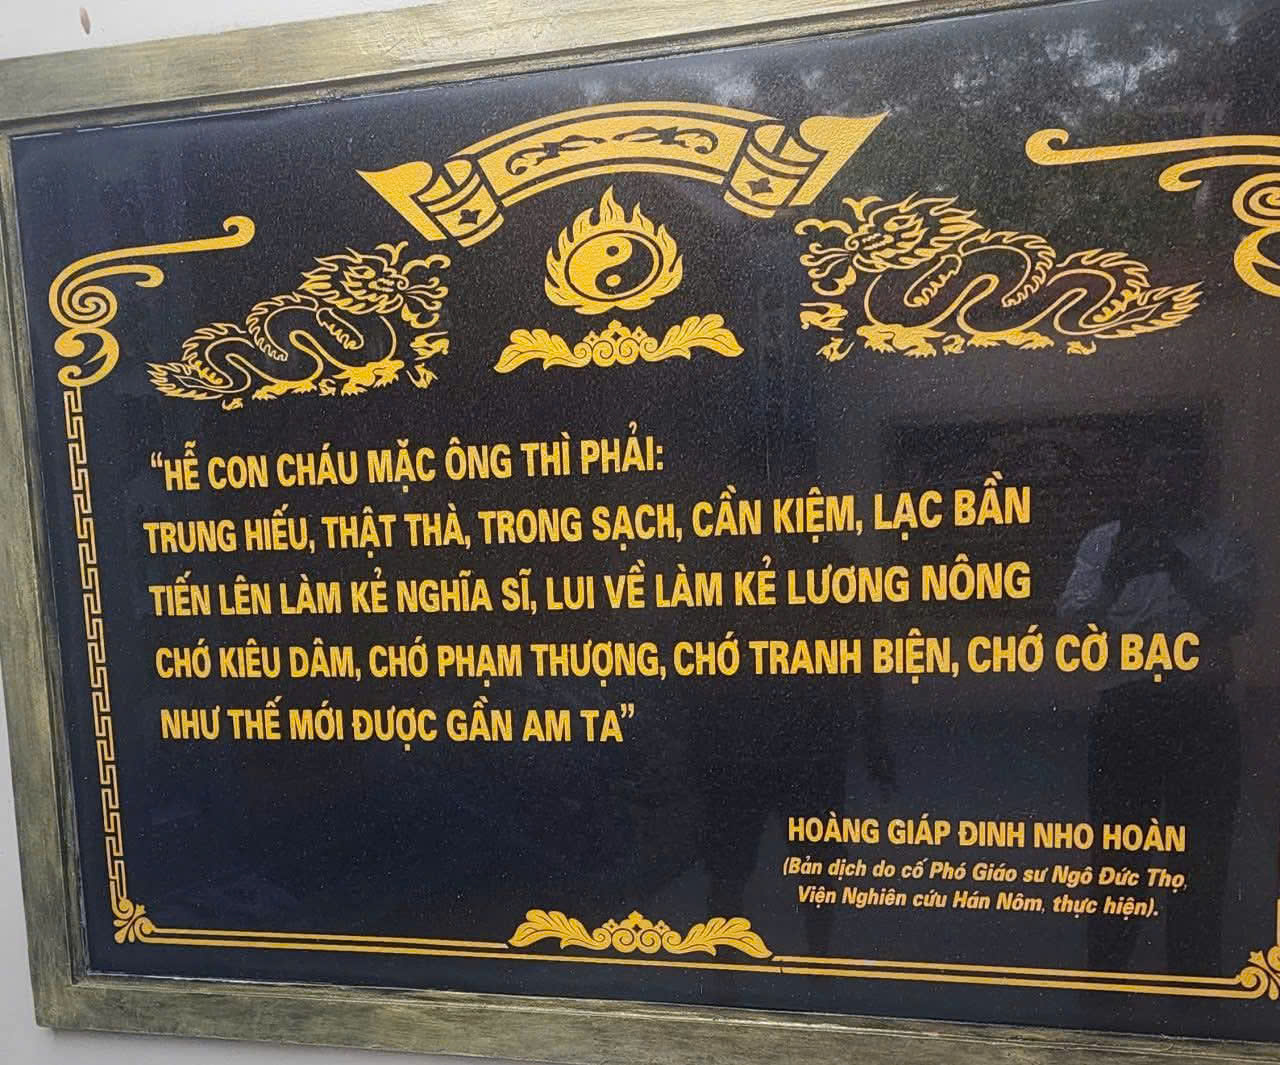 “HỄ CON CHÁU MẶC ÔNG THÌ PHẢI:
TRUNG HIẾU, THẬT THÀ, TRONG SẠCH, CẦN KIỆM, LẠC BẦN
TIẾN LÊN LÀM KẺ NGHĨA SĨ, LUI VỀ LÀM KẺ LƯƠNG NÔNG
CHỚ KIÊU DÂM, CHỚ PHẠM THƯỢNG, CHỚ TRANH BIỆN, CHỚ CỜ BẠC
NHƯ THẾ MỚI ĐƯỢC GẦN AM TA”
HOÀNG GIÁP ĐINH NHO HOÀN
(Bản dịch do cố Phó Giáo sư Ngô Đức Thọ,
Viện Nghiên cứu Hán Nôm, thực hiện).